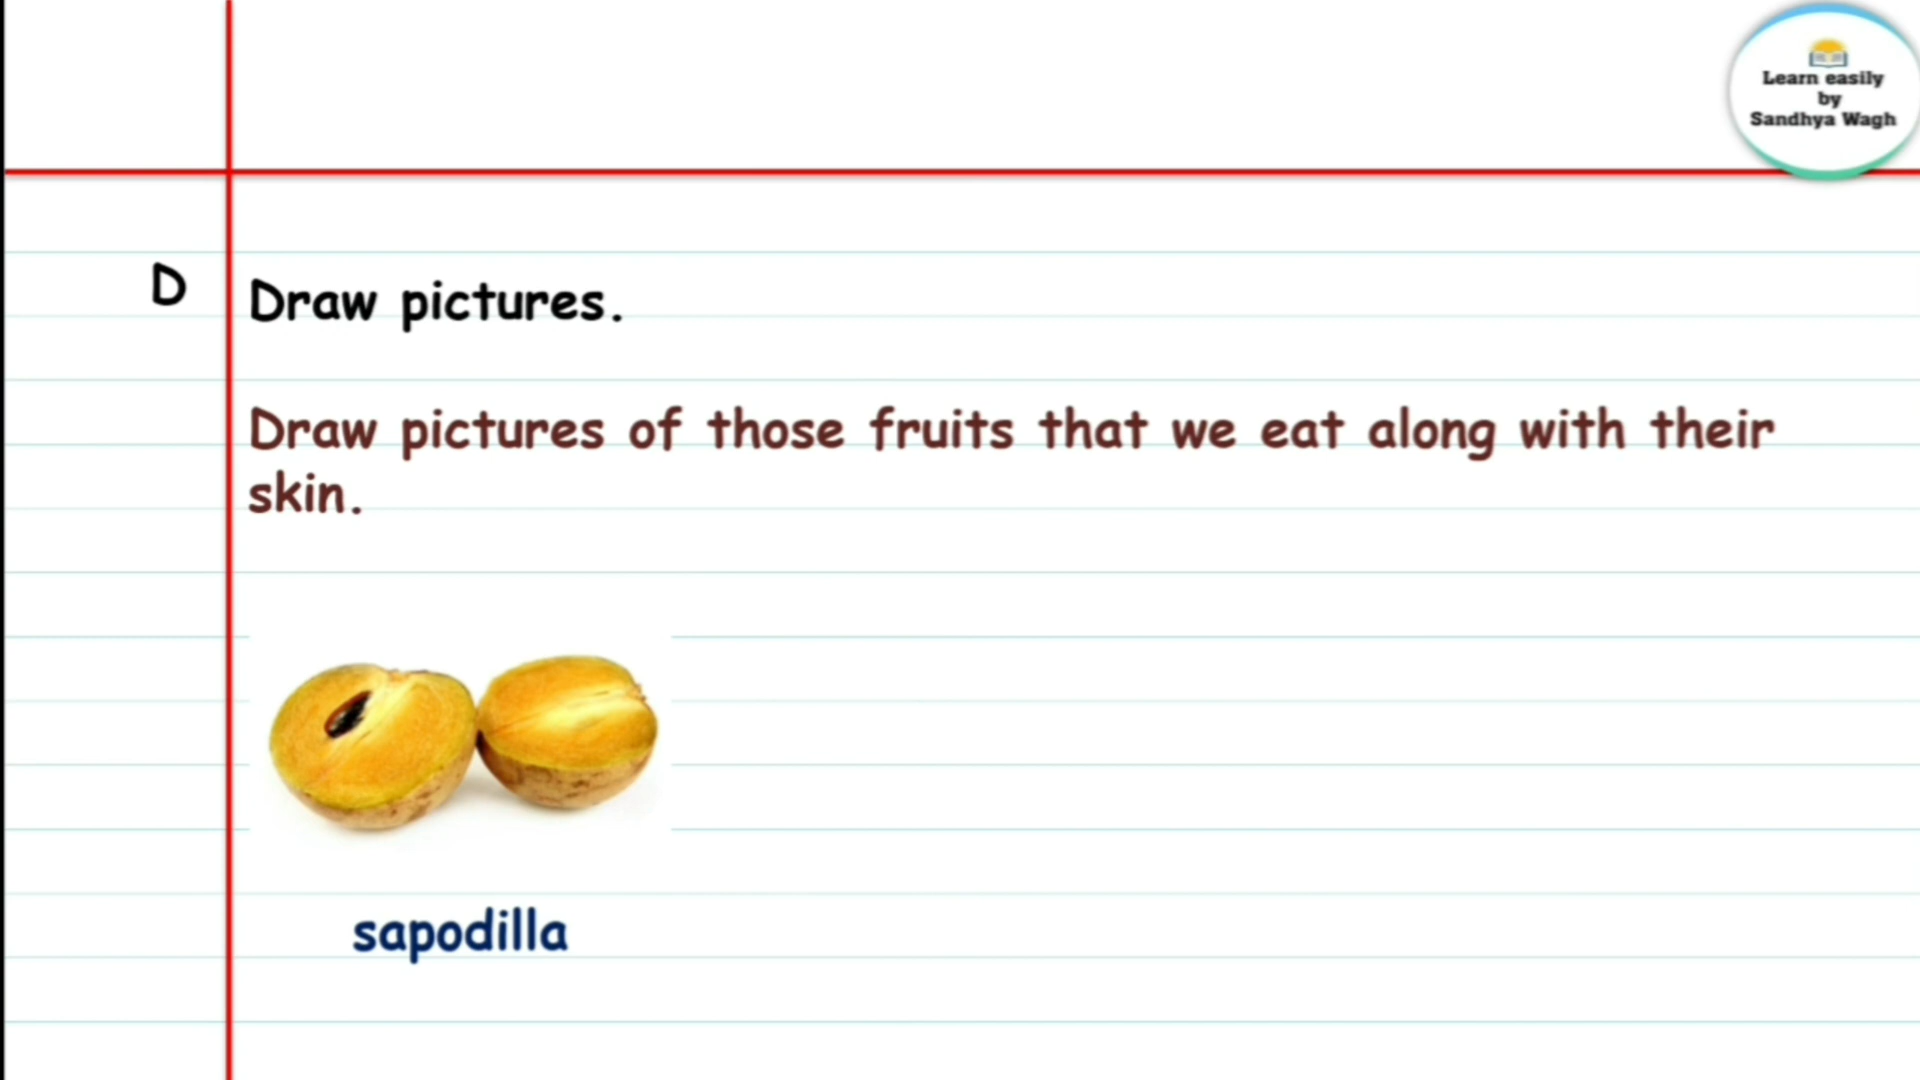 Learn easily
by
Sandhya Wagh
D Draw pictures.
Draw pictures of those fruits that we eat along with their
skin.
sapodilla